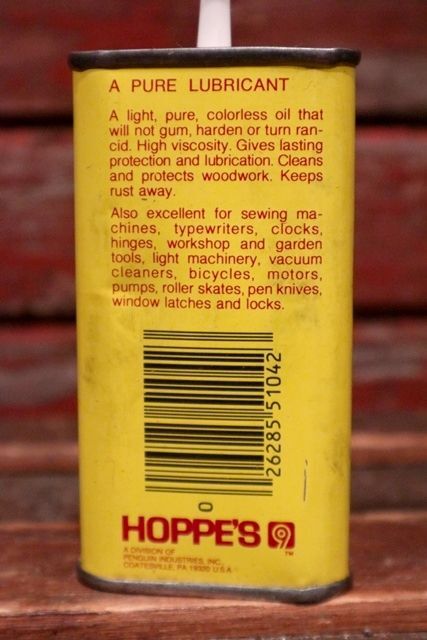 A PURE LUBRICANT
A light, pure, colorless oil that
will not gum, harden or turn ran-
cid. High viscosity. Gives lasting
protection and lubrication. Cleans
and protects woodwork. Keeps
rust away.
Also excellent for sewing ma-
chines, typewriters, clocks,
hinges, workshop and garden
tools, light machinery, vacuum
cleaners, bicycles, motors,
pumps, roller skates, pen knives,
window latches and locks.
26285 51042
0
HOPPE'S 9 ™
A DIVISION OF
PENGUIN INDUSTRIES, INC.
COATESVILLE, PA 19320 U.S.A.